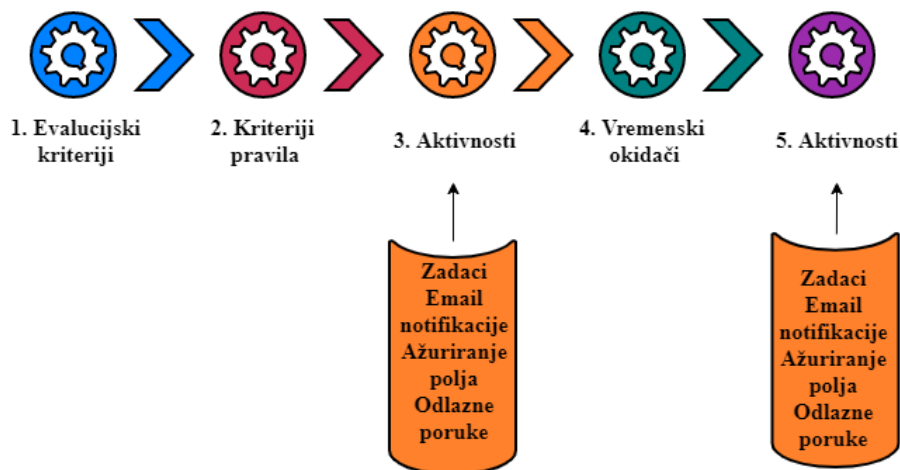 1. Evalucijski
kriteriji
2. Kriteriji
pravila
3. Aktivnosti
4. Vremenski
okidači
5. Aktivnosti
Zadaci
Email
notifikacije
Ažuriranje
polja
Odlazne
poruke
Zadaci
Email
notifikacije
Ažuriranje
polja
Odlazne
poruke